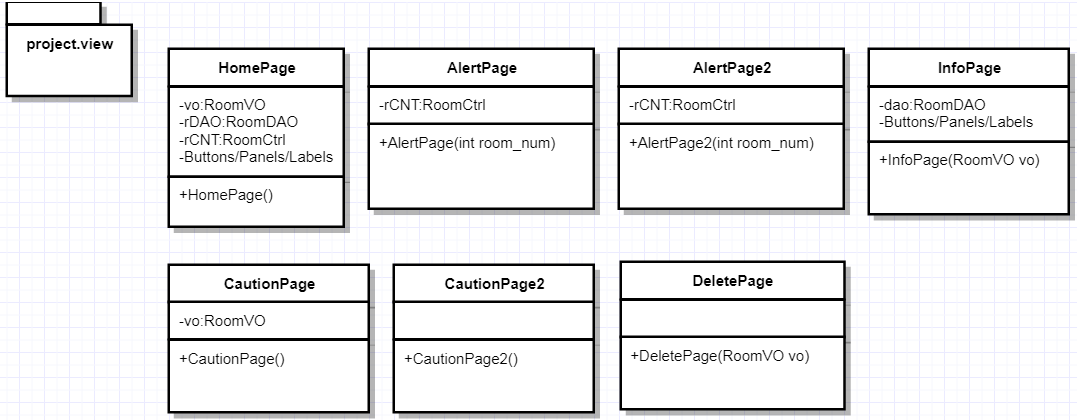 project.view
HomePage
-vo:RoomVO
-rDAO:RoomDAO
-rCNT:RoomCtrl
-Buttons/Panels/Labels
+HomePage()
AlertPage
-rCNT:RoomCtrl
+AlertPage(int room_num)
AlertPage2
-rCNT:RoomCtrl
+AlertPage2(int room_num)
InfoPage
-dao:RoomDAO
-Buttons/Panels/Labels
+InfoPage(RoomVO vo)
CautionPage
-vo:RoomVO
+CautionPage()
CautionPage2
+CautionPage2()
DeletePage
+DeletePage(RoomVO vo)